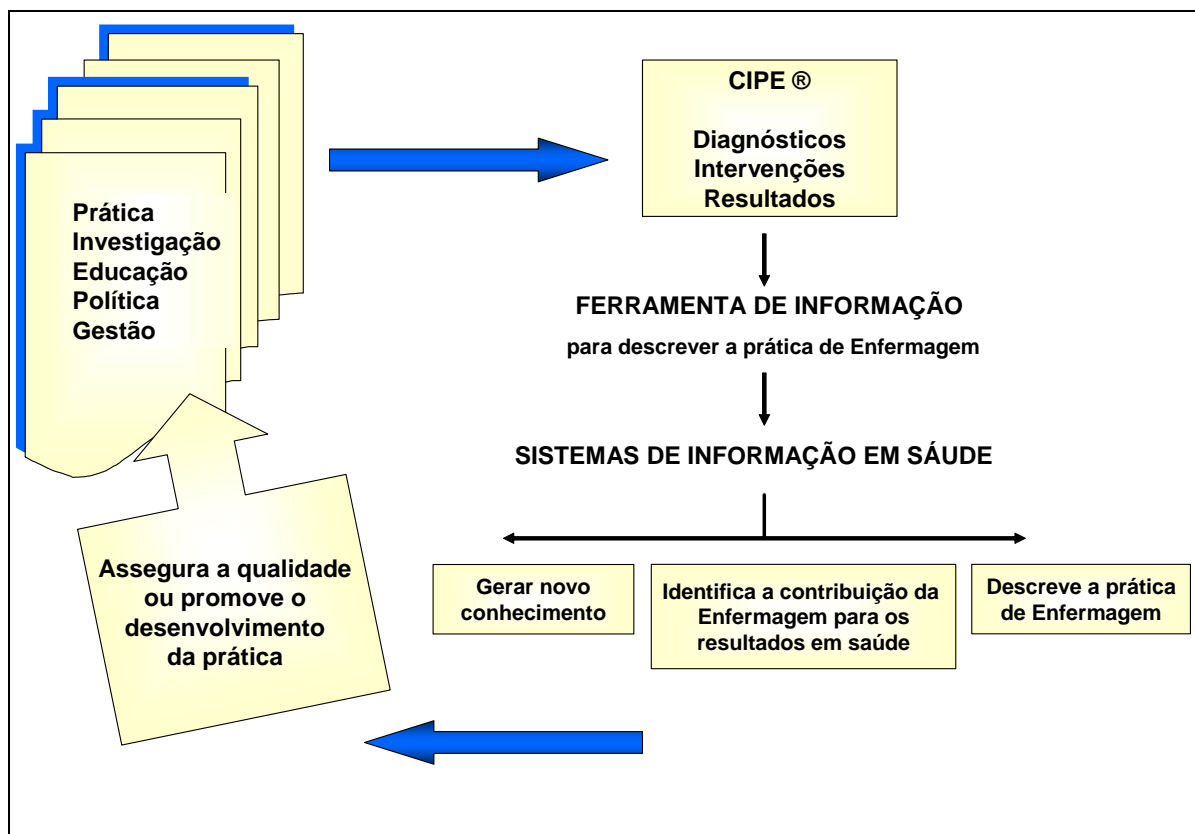 Prática
Investigação
Educação
Política
Gestão
CIPE ®
Diagnósticos
Intervenções
Resultados
FERRAMENTA DE INFORMAÇÃO
para descrever a prática de Enfermagem
SISTEMAS DE INFORMAÇÃO EM SÁUDE
Gerar novo
conhecimento
Identifica a contribuição da
Enfermagem para os
resultados em saúde
Descreve a prática
de Enfermagem
Assegura a qualidade
ou promove o
desenvolvimento
da prática